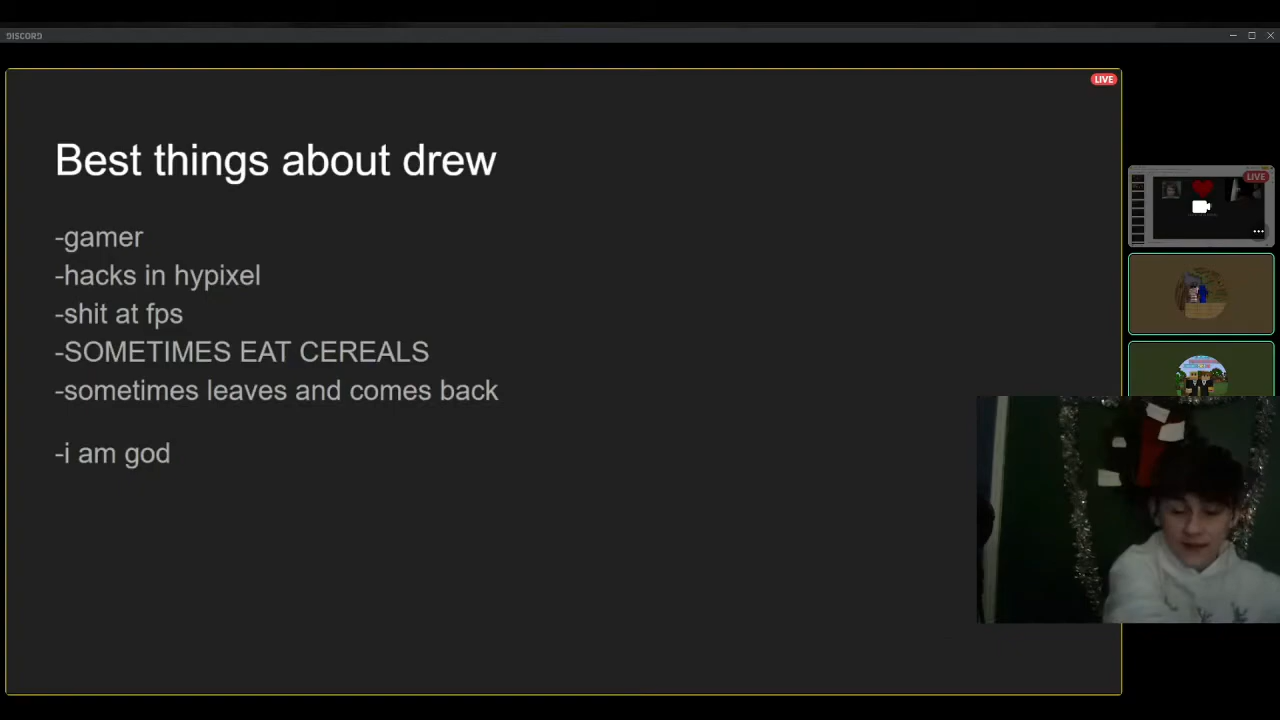 DISCORD
LIVE
Best things about drew
-gamer
-hacks in hypixel
-shit at fps
-SOMETIMES EAT CEREALS
-sometimes leaves and comes back
-i am god
LIVE